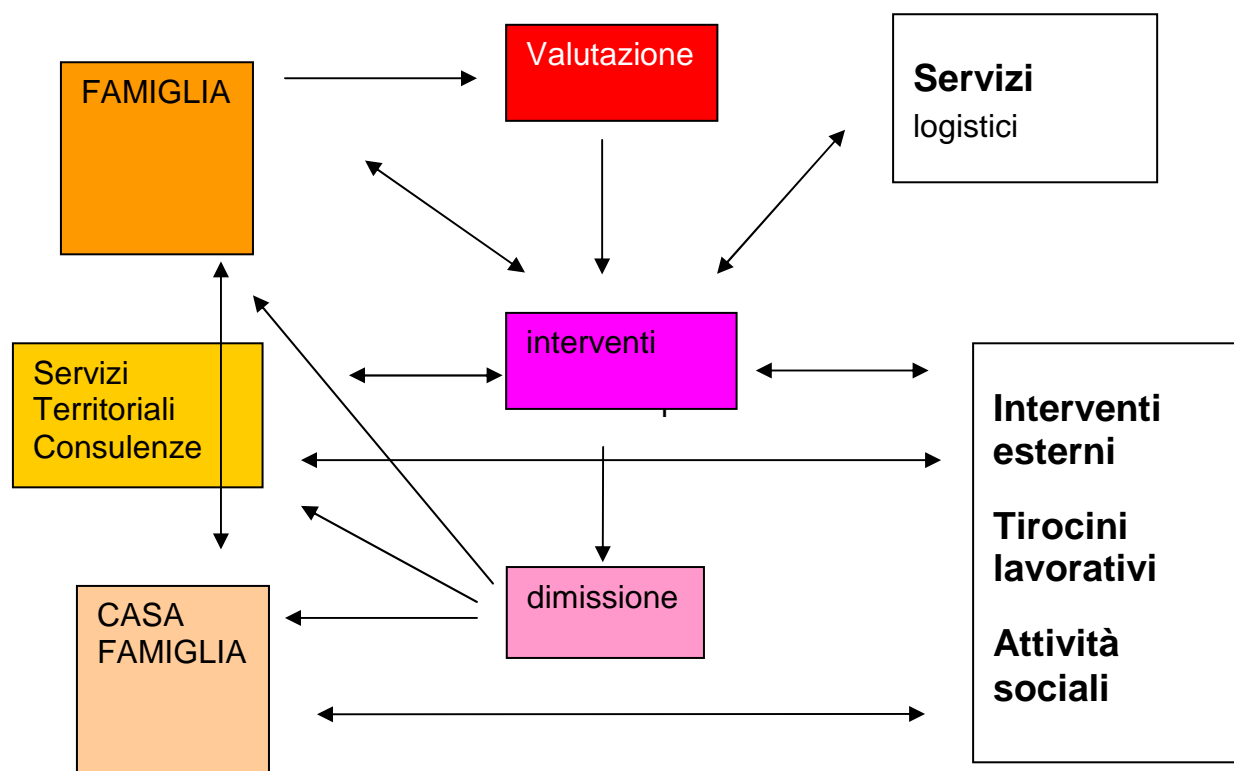 FAMIGLIA
Valutazione
Servizi
logistici
interventi
Servizi
Territoriali
Consulenze
Interventi
esterni
Tirocini
lavorativi
Attività
sociali
dimissione
CASA
FAMIGLIA